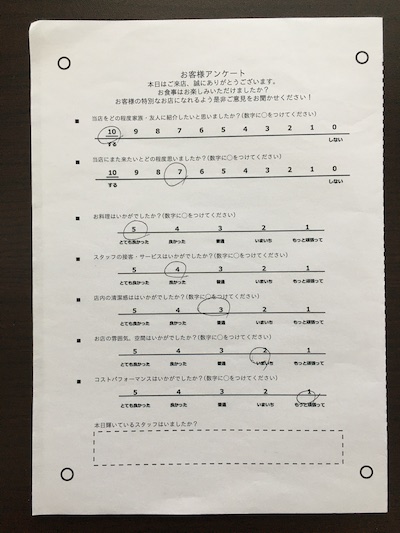 お客様アンケート
本日はご来店、誠にありがとうございます。
お食事はお楽しみいただけましたか？
お客様の特別なお店になれるよう是非ご意見をお聞かせください！
当店をどの程度家族・友人に紹介したいと思いましたか？(数字に○をつけてください)
10 9 8 7 6 5 4 3 2 1 0
する しない
当店にまた来たいとどの程度思いましたか？(数字に○をつけてください)
10 9 8 7 6 5 4 3 2 1 0
する しない
お料理はいかがでしたか？(数字に○をつけてください)
5 4 3 2 1
とても良かった 良かった 普通 いまいち もっと頑張って
スタッフの接客・サービスはいかがでしたか？(数字に○をつけてください)
5 4 3 2 1
とても良かった 良かった 普通 いまいち もっと頑張って
店内の清潔感ははいかがでしたか？(数字に○をつけてください)
5 4 3 2 1
とても良かった 良かった 普通 いまいち もっと頑張って
お店の雰囲気、空間はいかがでしたか？(数字に○をつけてください)
5 4 3 2 1
とても良かった 良かった 普通 いまいち もっと頑張って
コストパフォーマンスはいかがでしたか？(数字に○をつけてください)
5 4 3 2 1
とても良かった 良かった 普通 いまいち もっと頑張って
本日輝いているスタッフはいましたか？